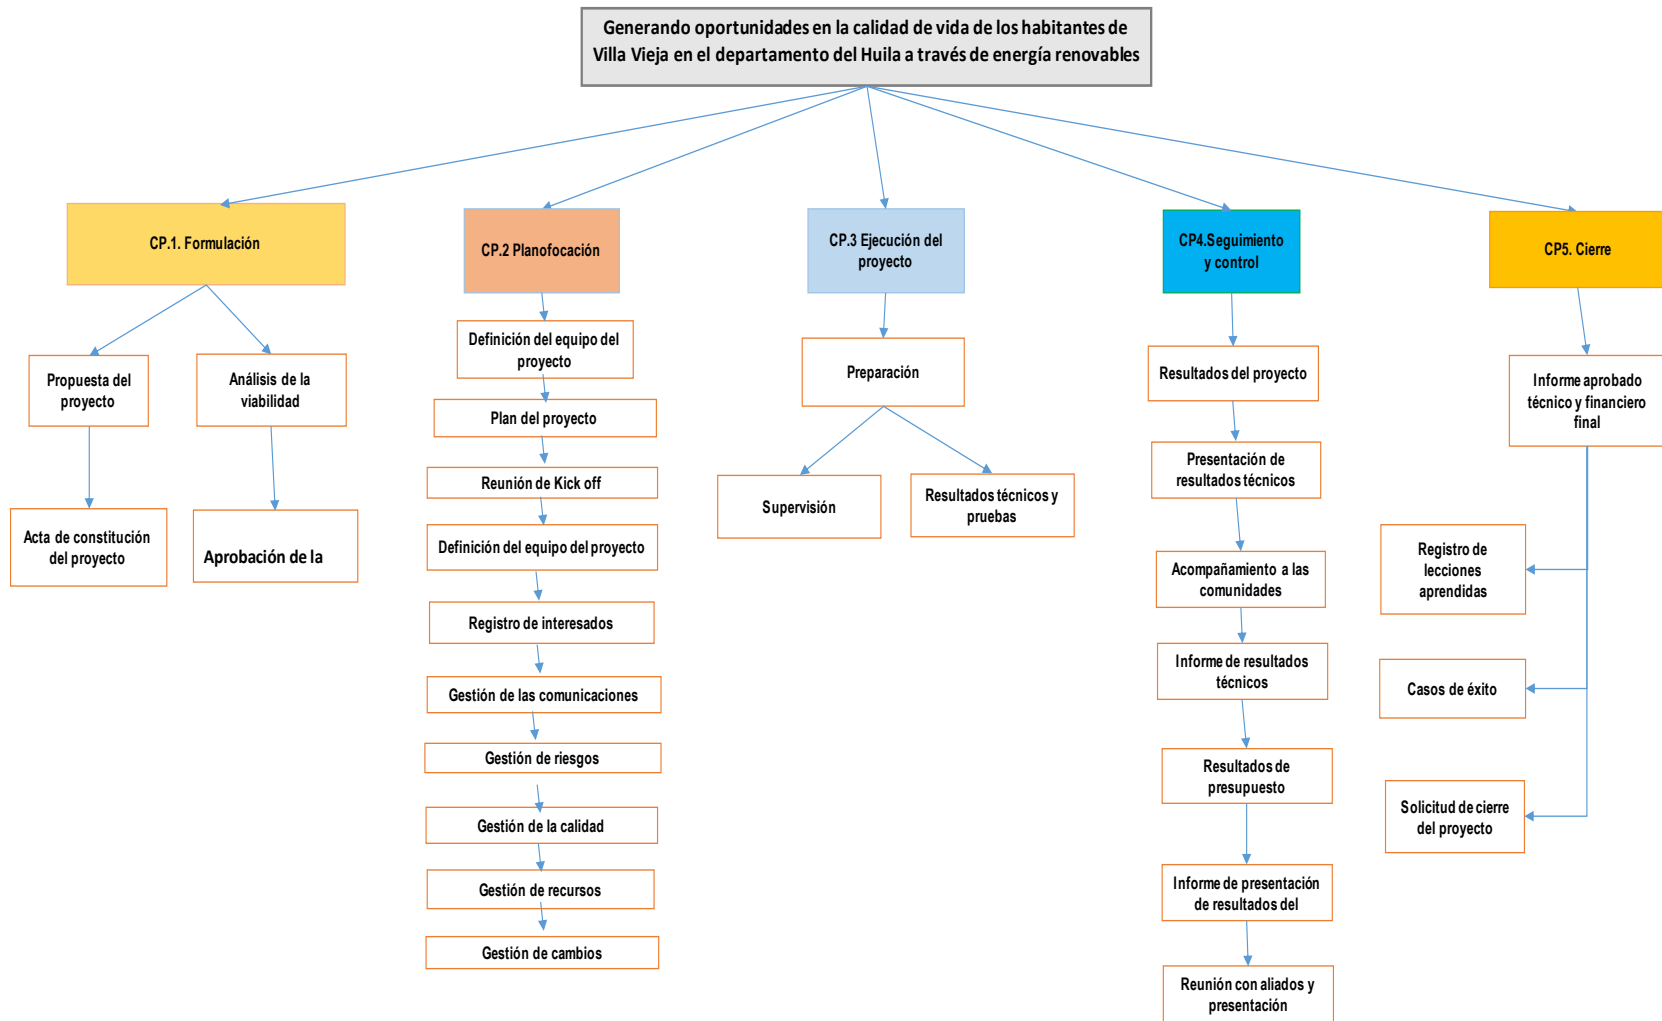 Generando oportunidades en la calidad de vida de los habitantes de
Villa Vieja en el departamento del Huila a través de energía renovables
CP.1. Formulación
Propuesta del
proyecto
Análisis de la
viabilidad
Acta de constitución
del proyecto
Aprobación de la
CP.2 Planofocación
Definición del equipo del
proyecto
Plan del proyecto
Reunión de Kick off
Definición del equipo del proyecto
Registro de interesados
Gestión de las comunicaciones
Gestión de riesgos
Gestión de la calidad
Gestión de recursos
Gestión de cambios
CP.3 Ejecución del
proyecto
Preparación
Supervisión
Resultados técnicos y
pruebas
CP4.Seguimiento
y control
Resultados del proyecto
Presentación de
resultados técnicos
Acompañamiento a las
comunidades
Informe de resultados
técnicos
Resultados de
presupuesto
Informe de presentación
de resultados del
Reunión con aliados y
presentación
CP5. Cierre
Informe aprobado
técnico y financiero
final
Registro de
lecciones
aprendidas
Casos de éxito
Solicitud de cierre
del proyecto